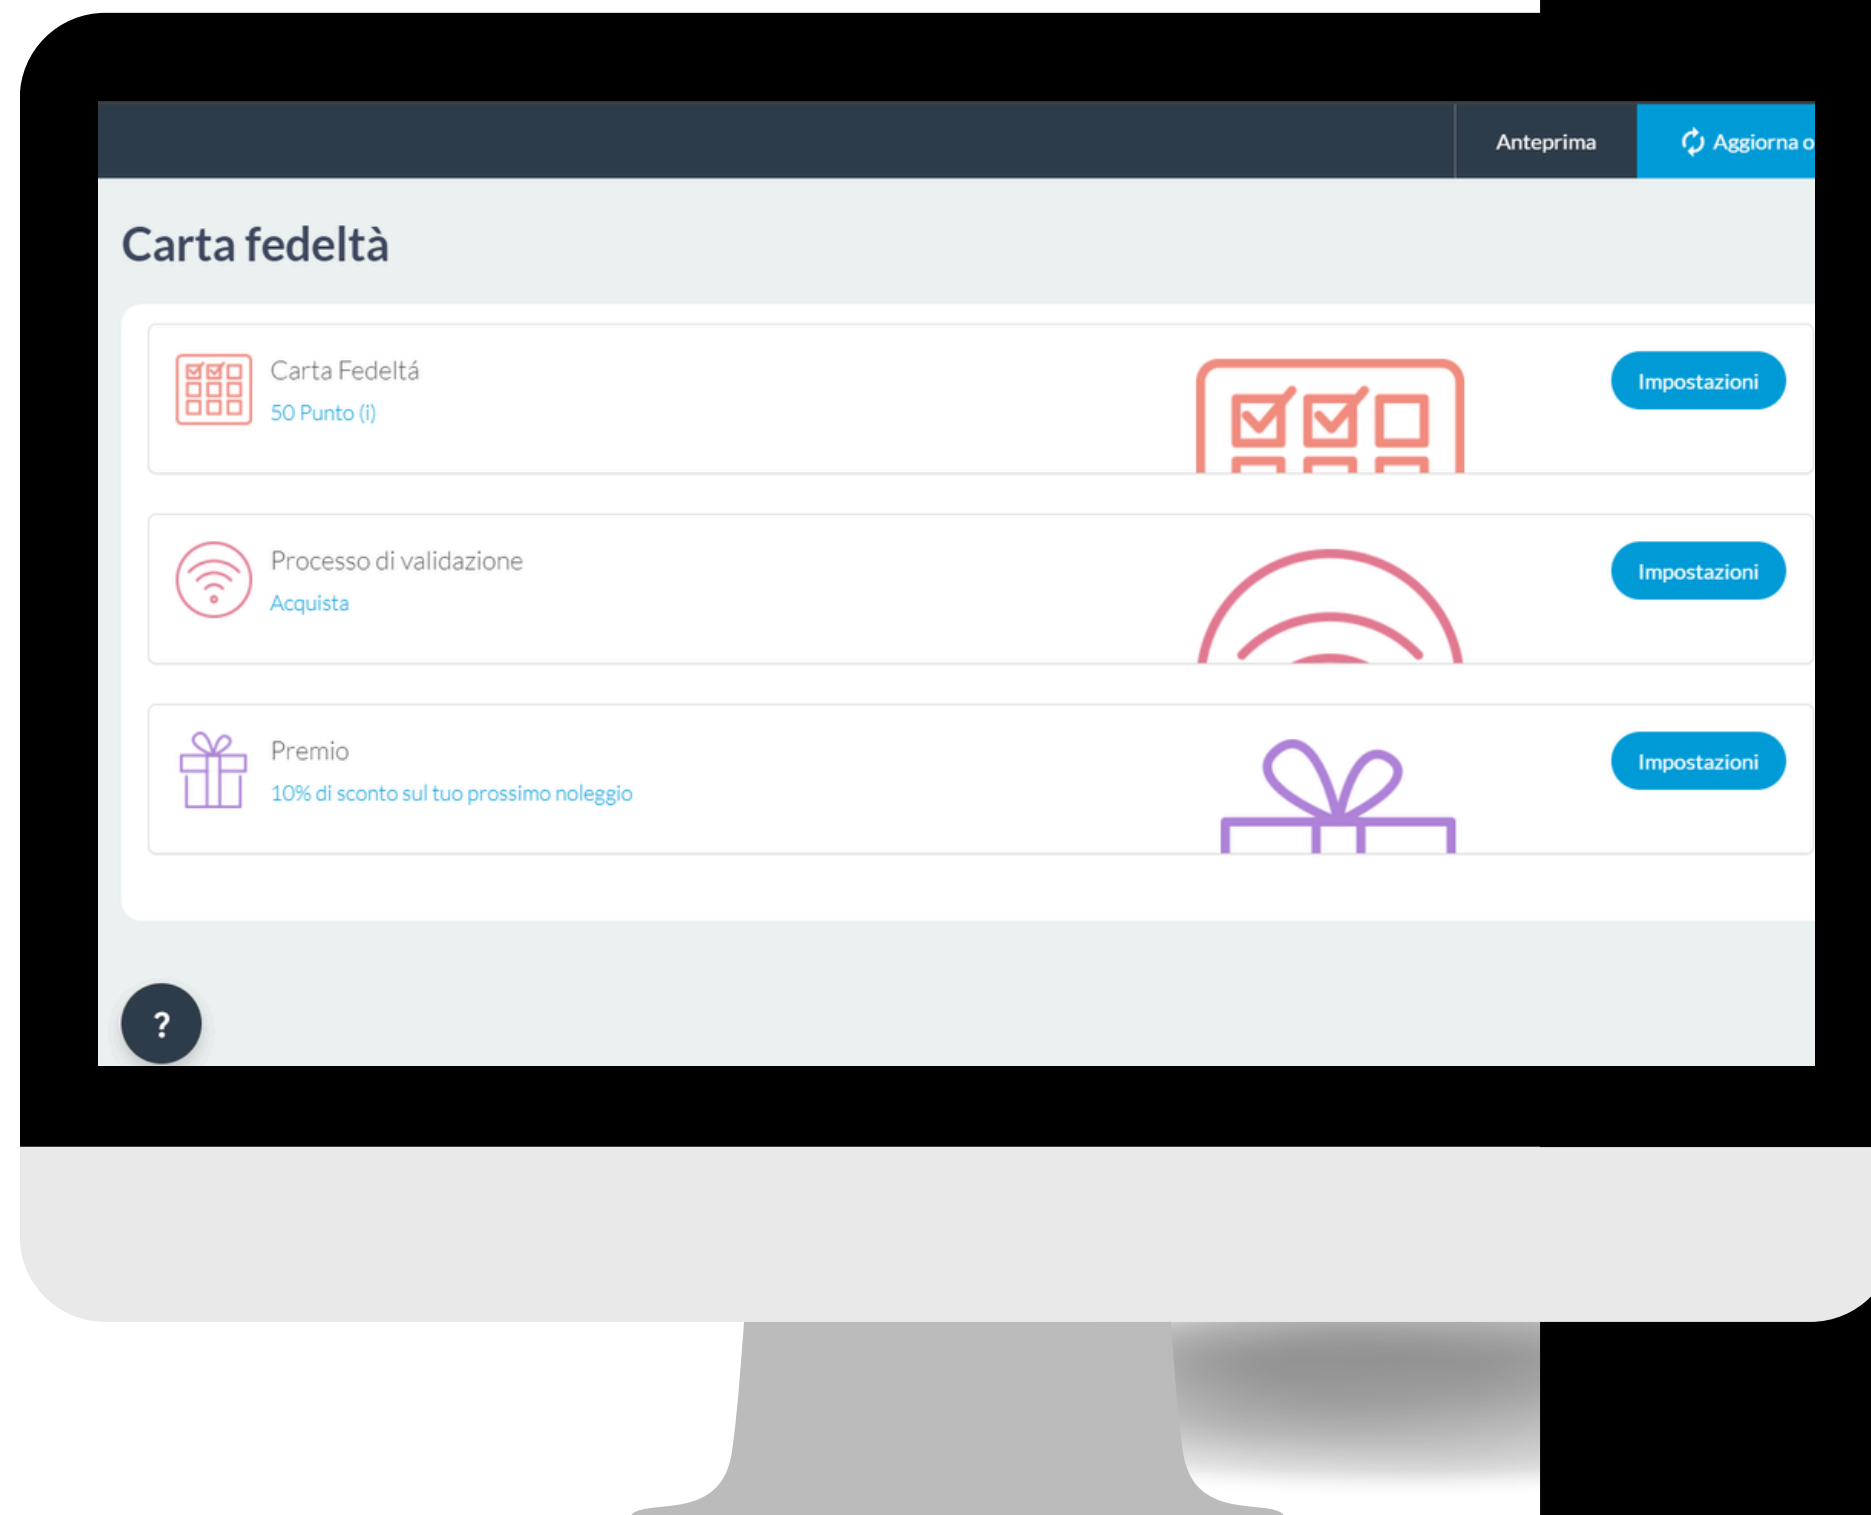 Anteprima
Aggiorna o
Carta fedeltà
Carta Fedeltá
50 Punto (i)
Impostazioni
Processo di validazione
Acquista
Impostazioni
Premio
10% di sconto sul tuo prossimo noleggio
Impostazioni
?